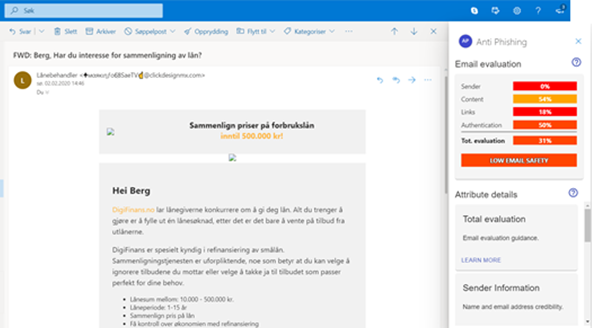 Søk
Svar
Slett
Arkiver
Søppelpost
Opprydding
Flytt til
Kategoriser
FWD: Berg, Har du interesse for sammenligning av lån?
AP
Anti Phishing
Email evaluation
L
Lånebehandler
@clickdesignmx.com>
sø. 02.02.2020 14:46
Du
Sender 0%
Content 54%
Links 18%
Authentication 50%
Tot. evaluation 31%
LOW EMAIL SAFETY
Sammenlign priser på forbrukslån
inntil 500.000 kr!
Hei Berg
DigiFinans.no lar lånegiverne konkurrere om å gi deg lån. Alt du trenger å
gjøre er å fylle ut én lånesøknad, etter det er det bare å vente på tilbud fra
utlånerne.
DigiFinans er spesielt kyndig i refinansiering av smålån.
Sammenligningstjenesten er uforpliktende, noe som betyr at du kan velge å
ignorere tilbudene du mottar eller velge å takke ja til tilbudet som passer
perfekt for dine behov.
Lånesum mellom: 10.000 - 500.000 kr.
Låneperiode: 1-15 år
Sammenlign pris på lån
Få kontroll over økonomien med refinansiering
Attribute details
Total evaluation
Email evaluation guidance.
LEARN MORE
Sender Information
Name and email address credibility.